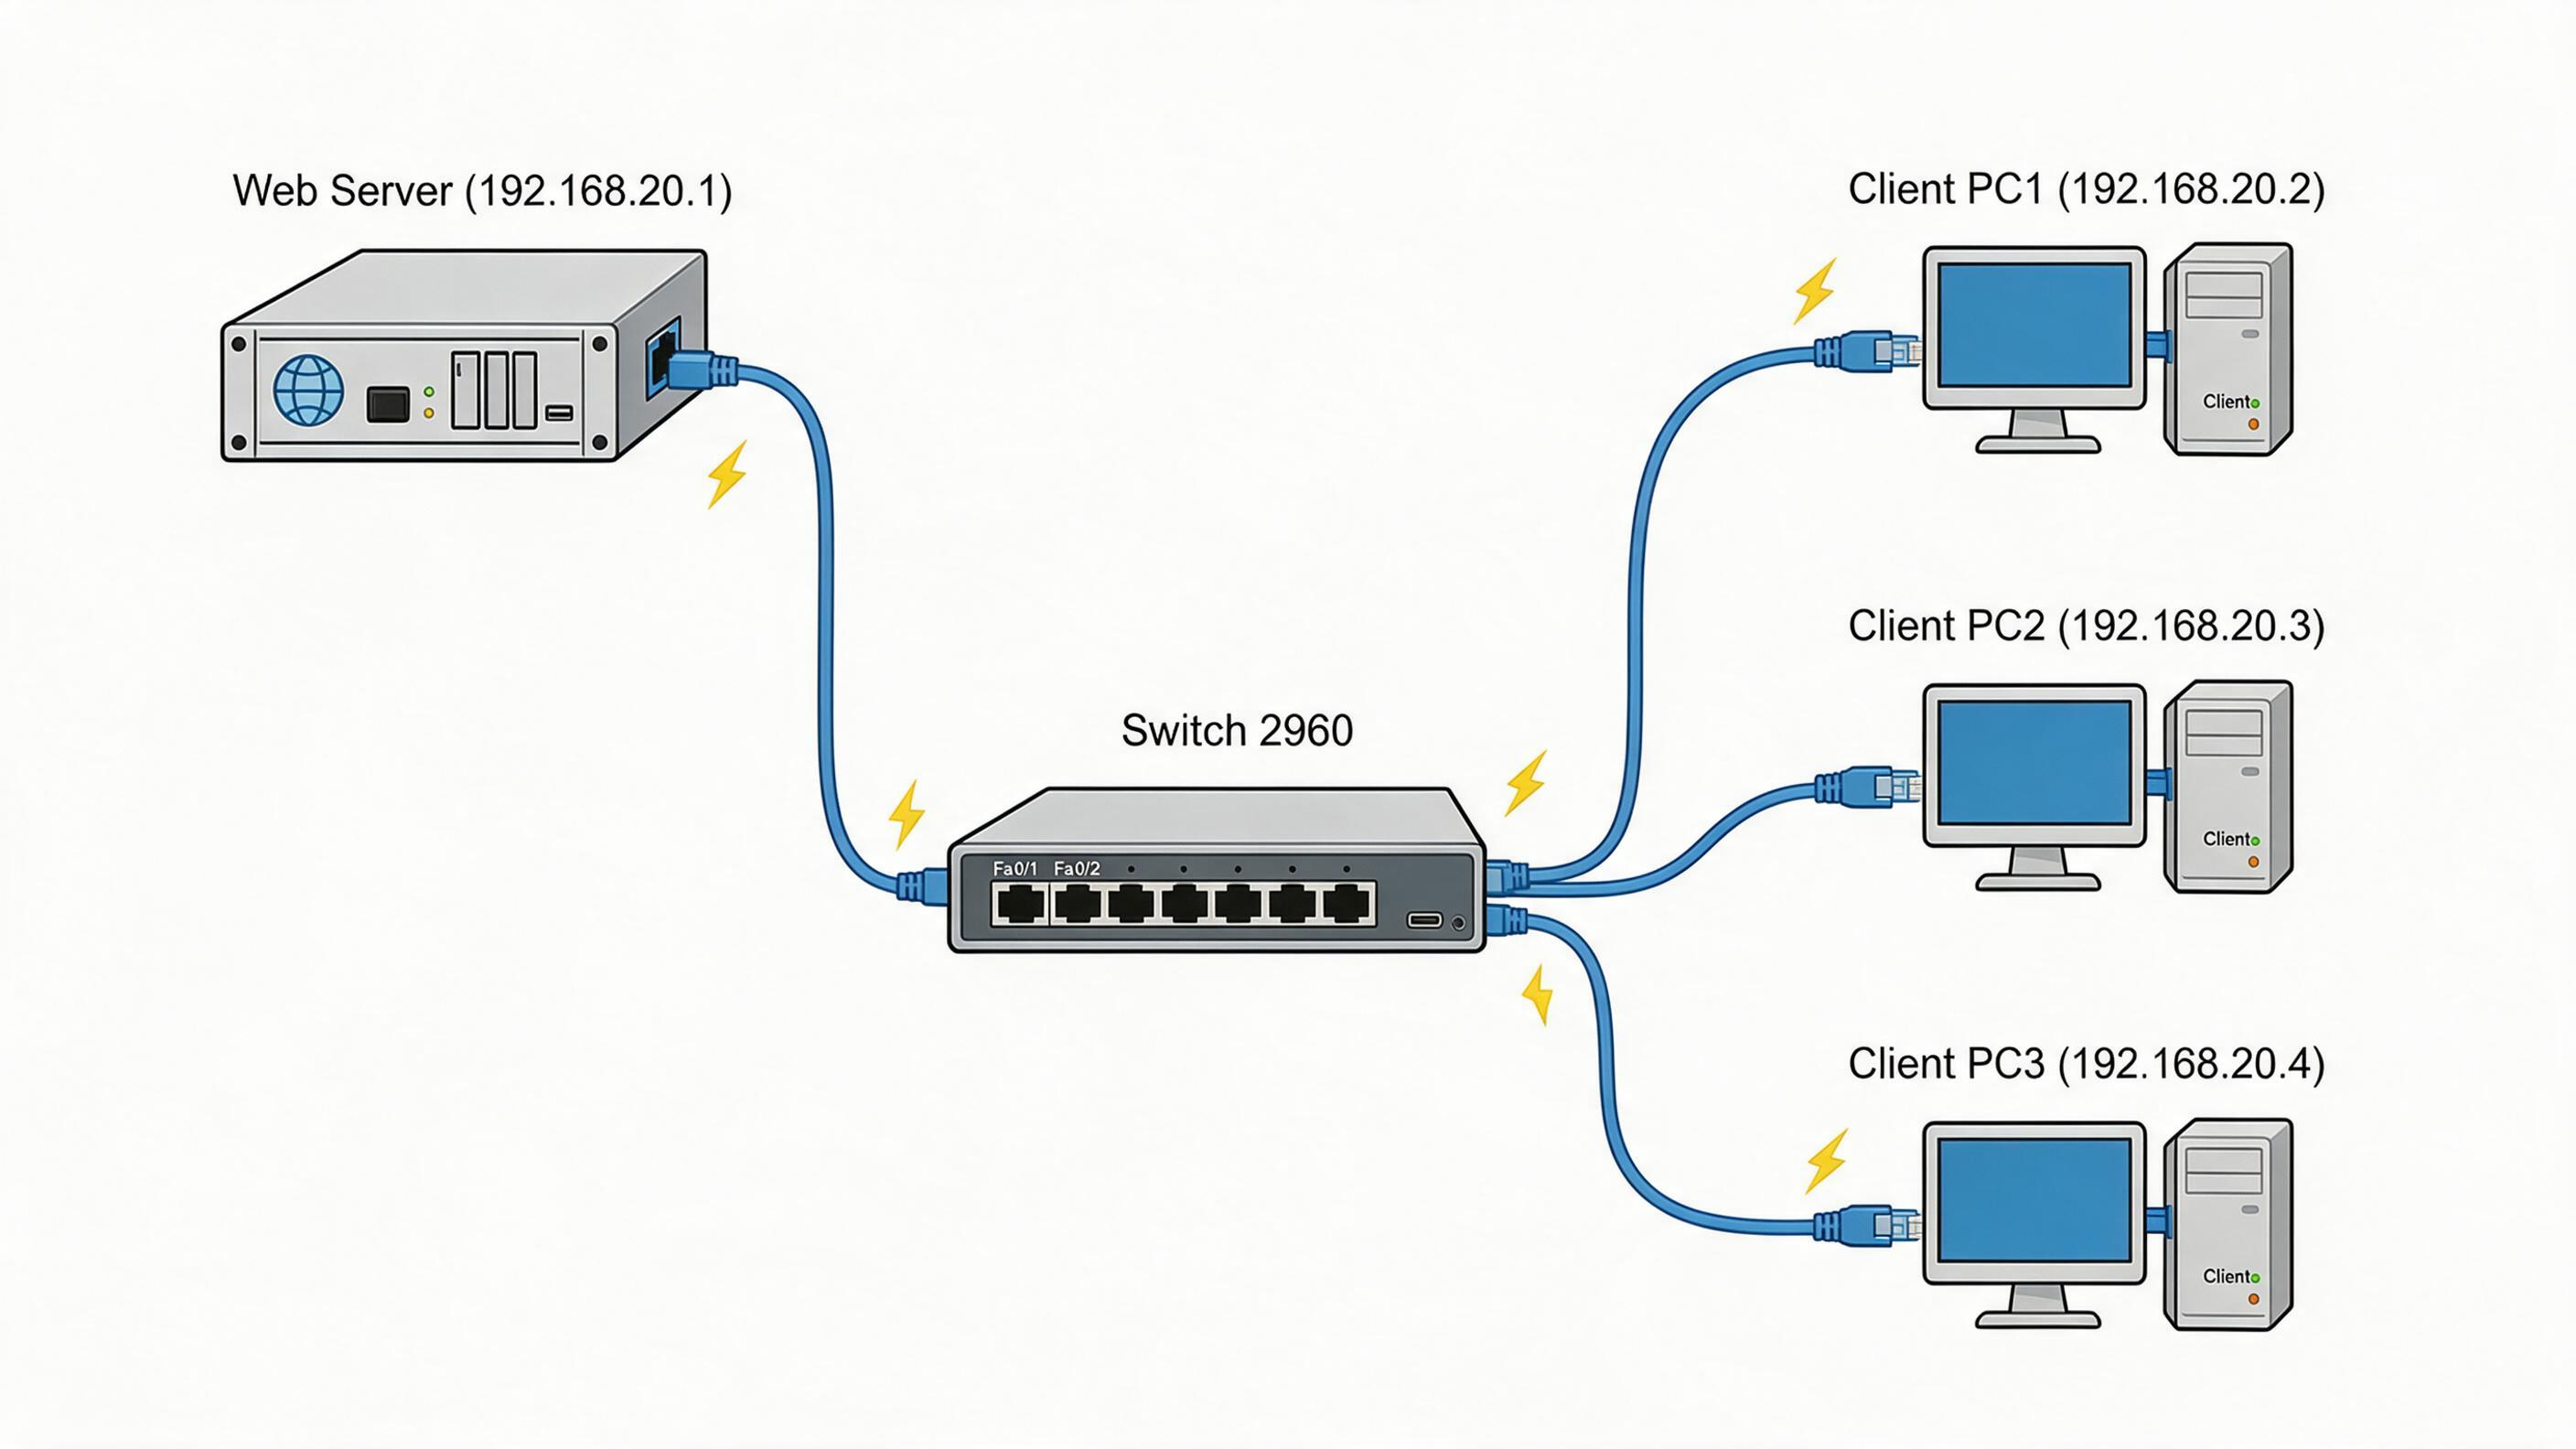 Web Server (192.168.20.1)
Client PC1 (192.168.20.2)
Client
Client PC2 (192.168.20.3)
Client
Switch 2960
Fa0/1 Fa0/2
Client PC3 (192.168.20.4)
Client